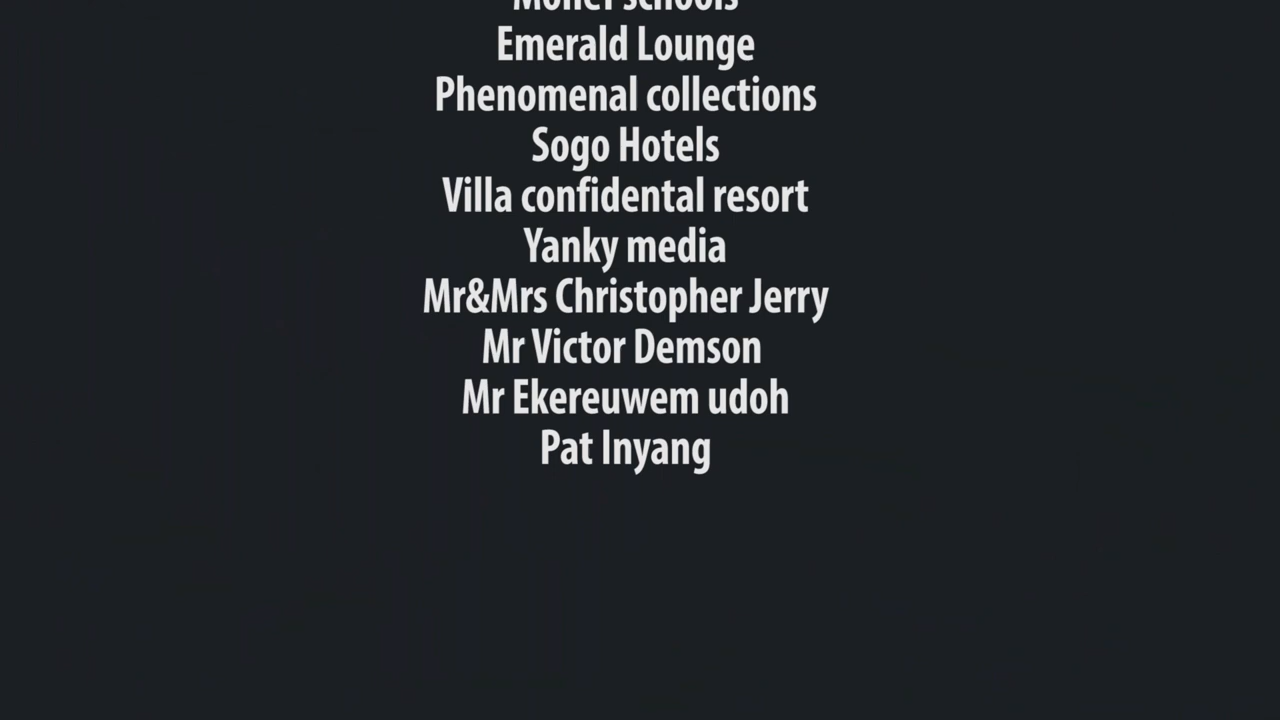 schools
Emerald Lounge
Phenomenal collections
Sogo Hotels
Villa confidental resort
Yanky media
Mr&Mrs Christopher Jerry
Mr Victor Demson
Mr Ekereuwem udoh
Pat Inyang